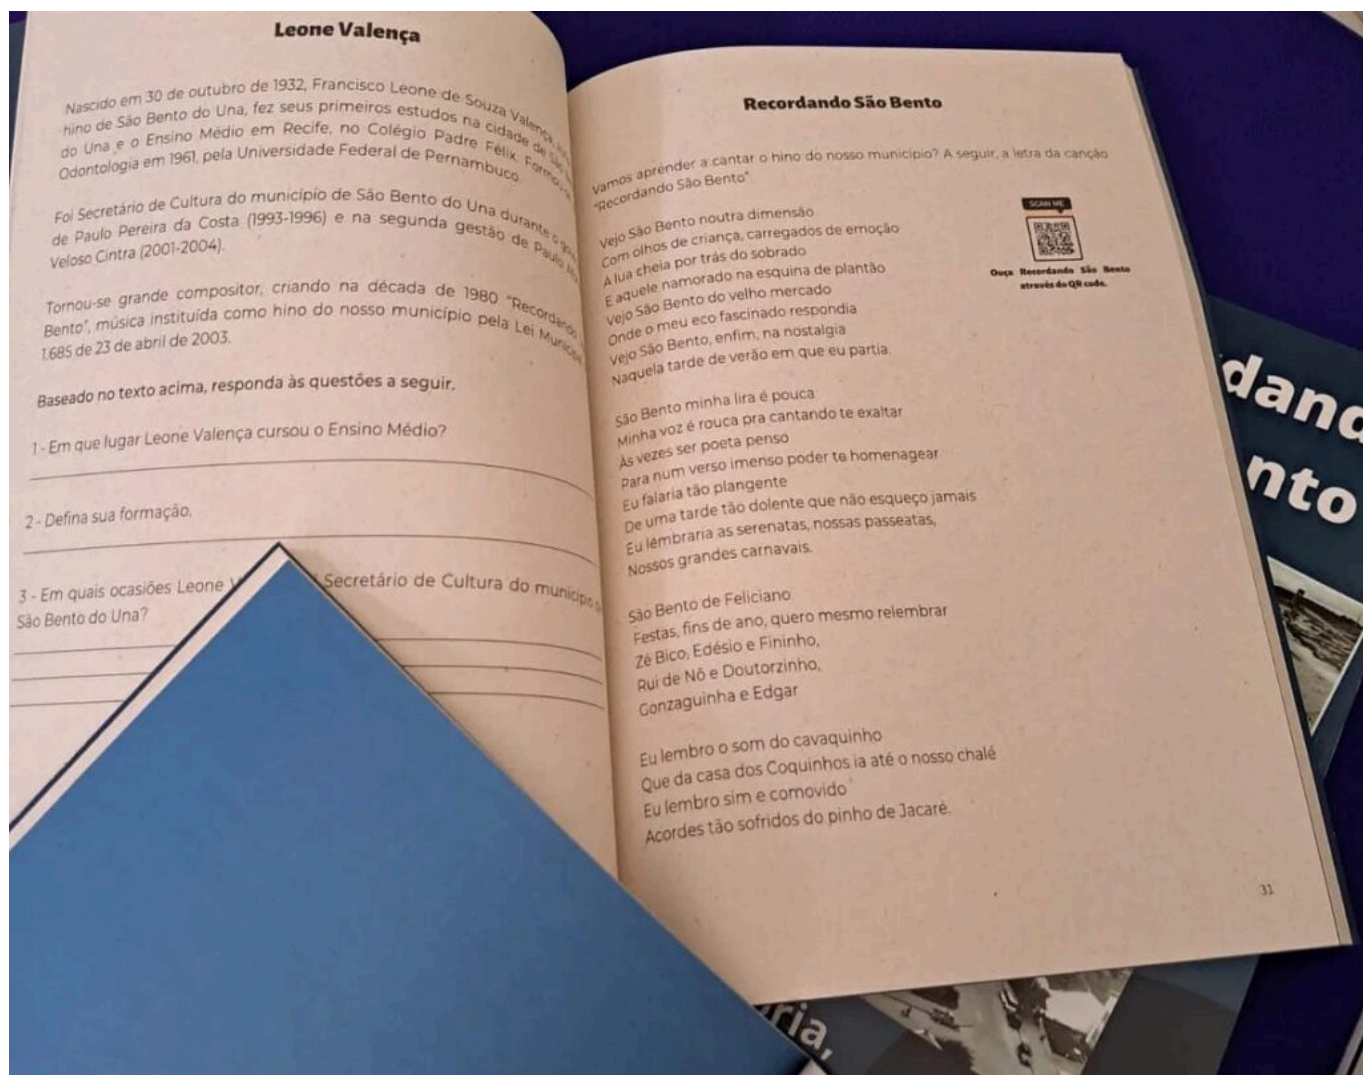 Leone Valença
Nascido em 30 de outubro de 1932, Francisco Leone de Souza Valença,
hino de São Bento do Una, fez seus primeiros estudos na cidade de São
do Una e o Ensino Médio em Recife, no Colégio Padre Félix. Formou-se
Odontologia em 1961, pela Universidade Federal de Pernambuco.
Foi Secretário de Cultura do município de São Bento do Una durante o
de Paulo Pereira da Costa (1993-1996) e na segunda gestão de Paulo
Veloso Cintra (2001-2004).
Tornou-se grande compositor, criando na década de 1980 "Recordando
Bento", música instituída como hino do nosso município pela Lei
1.685 de 23 de abril de 2003.
Baseado no texto acima, responda às questões a seguir.
1 - Em que lugar Leone Valença cursou o Ensino Médio?
2 - Defina sua formação.
3 - Em quais ocasiões Leone Secretário de Cultura do município
São Bento do Una?
Recordando São Bento
Vamos aprender a cantar o hino do nosso município? A seguir, a letra da canção
"Recordando São Bento".
SCAN ME
Ouça Recordando São Bento
através do QR code.
Vejo São Bento noutra dimensão
Com olhos de criança, carregados de emoção
A lua cheia por trás do sobrado
E aquele namorado na esquina de plantão
Vejo São Bento do velho mercado
Onde o meu eco fascinado respondia
Vejo São Bento, enfim, na nostalgia
Naquela tarde de verão em que eu partia.
São Bento minha lira é pouca
Minha voz é rouca pra cantando te exaltar
Às vezes ser poeta penso
Para num verso imenso poder te homenagear
Eu falaria tão plangente
De uma tarde tão dolente que não esqueço jamais
Eu lembraria as serenatas, nossas passeatas,
Nossos grandes carnavais.
São Bento de Feliciano
Festas, fins de ano, quero mesmo relembrar
Zé Bico, Edésio e Fininho,
Rui de Nô e Doutorzinho,
Gonzaguinha e Edgar
Eu lembro o som do cavaquinho
Que da casa dos Coquinhos ia até o nosso chalé
Eu lembro sim e comovido
Acordes tão sofridos do pinho de Jacaré.
31
dand
nto
ria,